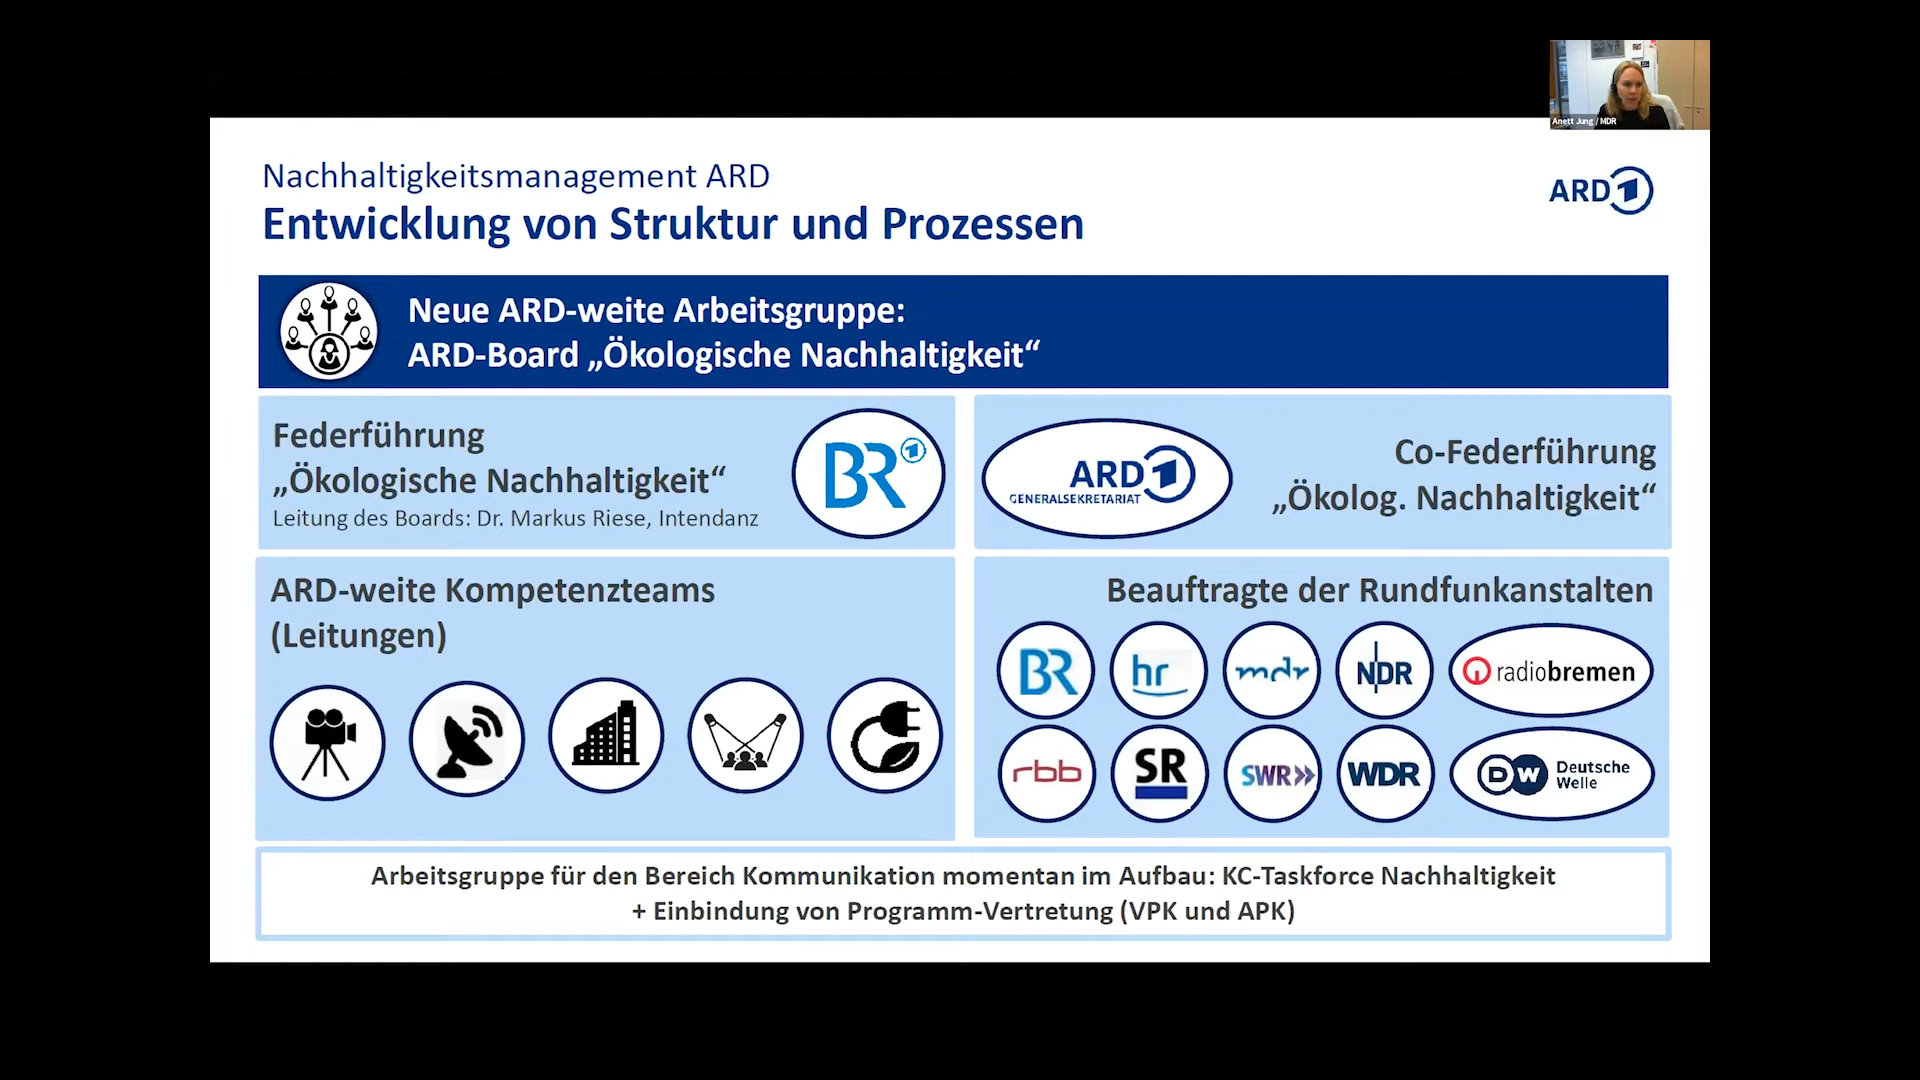 Anett Jung / MDR
Nachhaltigkeitsmanagement ARD
Entwicklung von Struktur und Prozessen
ARD 1
Neue ARD-weite Arbeitsgruppe:
ARD-Board „Ökologische Nachhaltigkeit“
Federführung
„Ökologische Nachhaltigkeit“
Leitung des Boards: Dr. Markus Riese, Intendanz
BR 1
ARD 1
GENERALSEKRETARIAT
Co-Federführung
„Ökolog. Nachhaltigkeit“
ARD-weite Kompetenzteams
(Leitungen)
Beauftragte der Rundfunkanstalten
BR hr mdr NDR radiobremen
rbb SR SWR» WDR DW Deutsche
Welle
Arbeitsgruppe für den Bereich Kommunikation momentan im Aufbau: KC-Taskforce Nachhaltigkeit
+ Einbindung von Programm-Vertretung (VPK und APK)